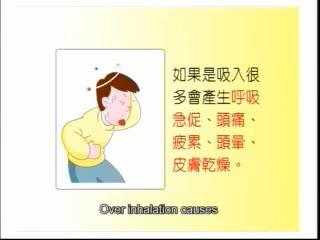 如果是吸入很
多會產生呼吸
急促、頭痛、
疲累、頭暈、
皮膚乾燥。
Over inhalation causes